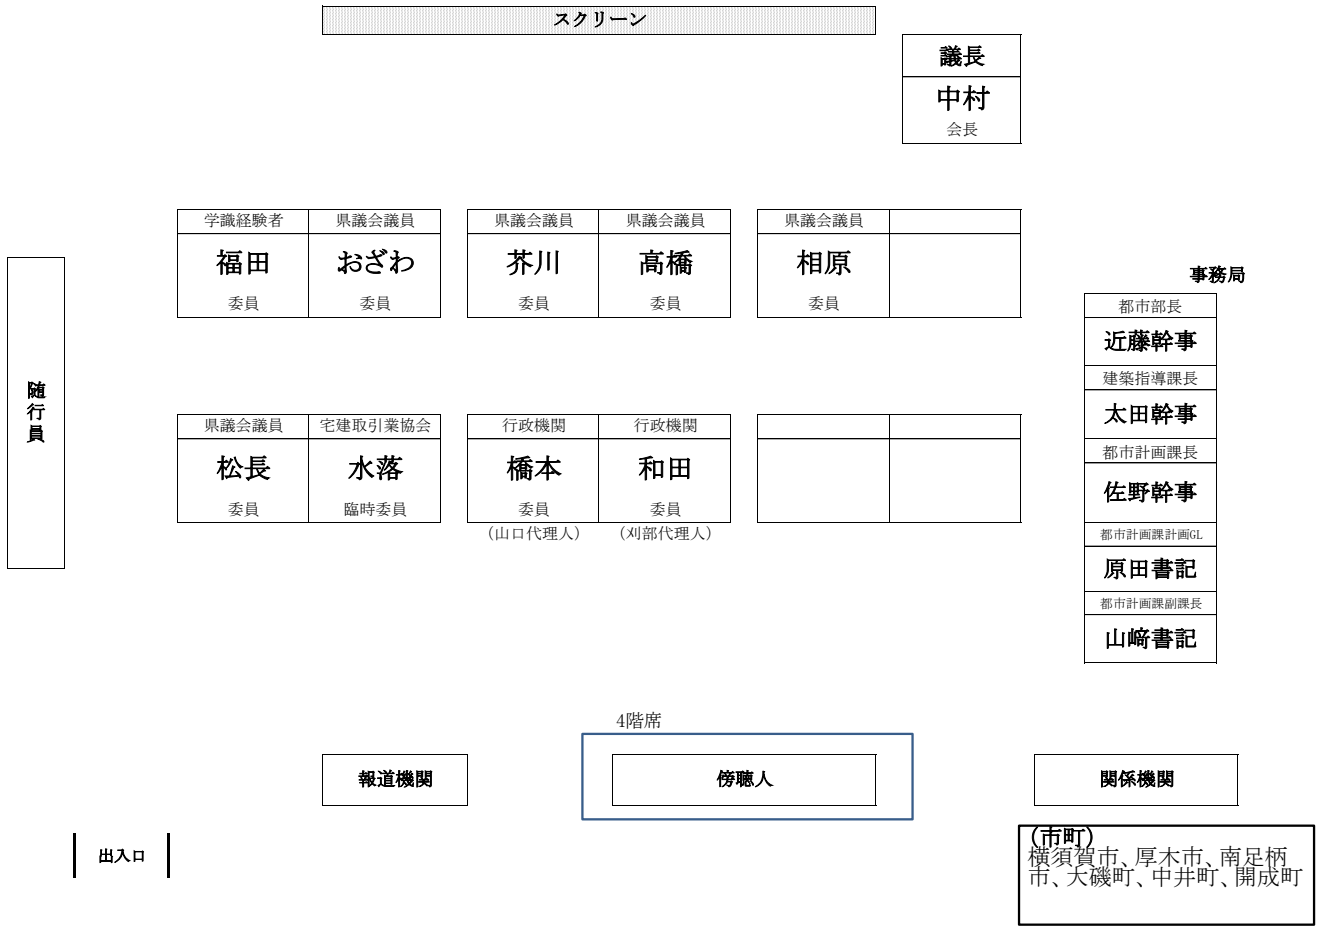 スクリーン
議長
中村
会長
学識経験者 県議会議員 県議会議員 県議会議員 県議会議員
福田 おざわ 芥川 高橋 相原
委員 委員 委員 委員 委員
事務局
都市部長
近藤幹事
建築指導課長
太田幹事
都市計画課長
佐野幹事
都市計画課計画GL
原田書記
都市計画課副課長
山﨑書記
随行員
県議会議員 宅建取引業協会 行政機関 行政機関
松長 水落 橋本 和田
委員 臨時委員 委員 委員
（山口代理人） （刈部代理人）
4階席
報道機関 傍聴人 関係機関
出入口
（市町）
横須賀市、厚木市、南足柄
市、大磯町、中井町、開成町